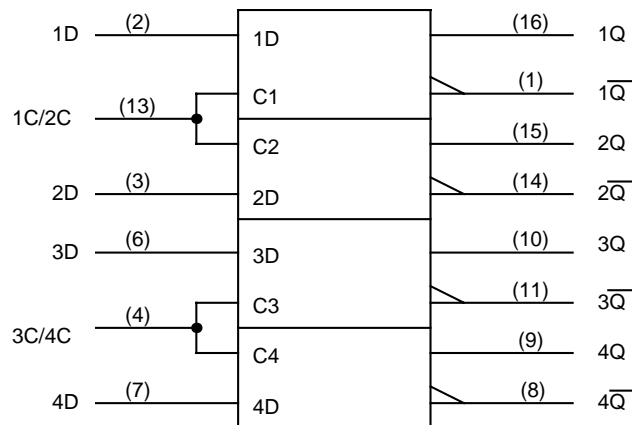 1D (2) 1D (16) 1Q
C1 (1) 1Q̅
1C/2C (13)
C2 (15) 2Q
2D (3) 2D (14) 2Q̅
3D (6) 3D (10) 3Q
C3 (11) 3Q̅
3C/4C (4)
C4 (9) 4Q
4D (7) 4D (8) 4Q̅